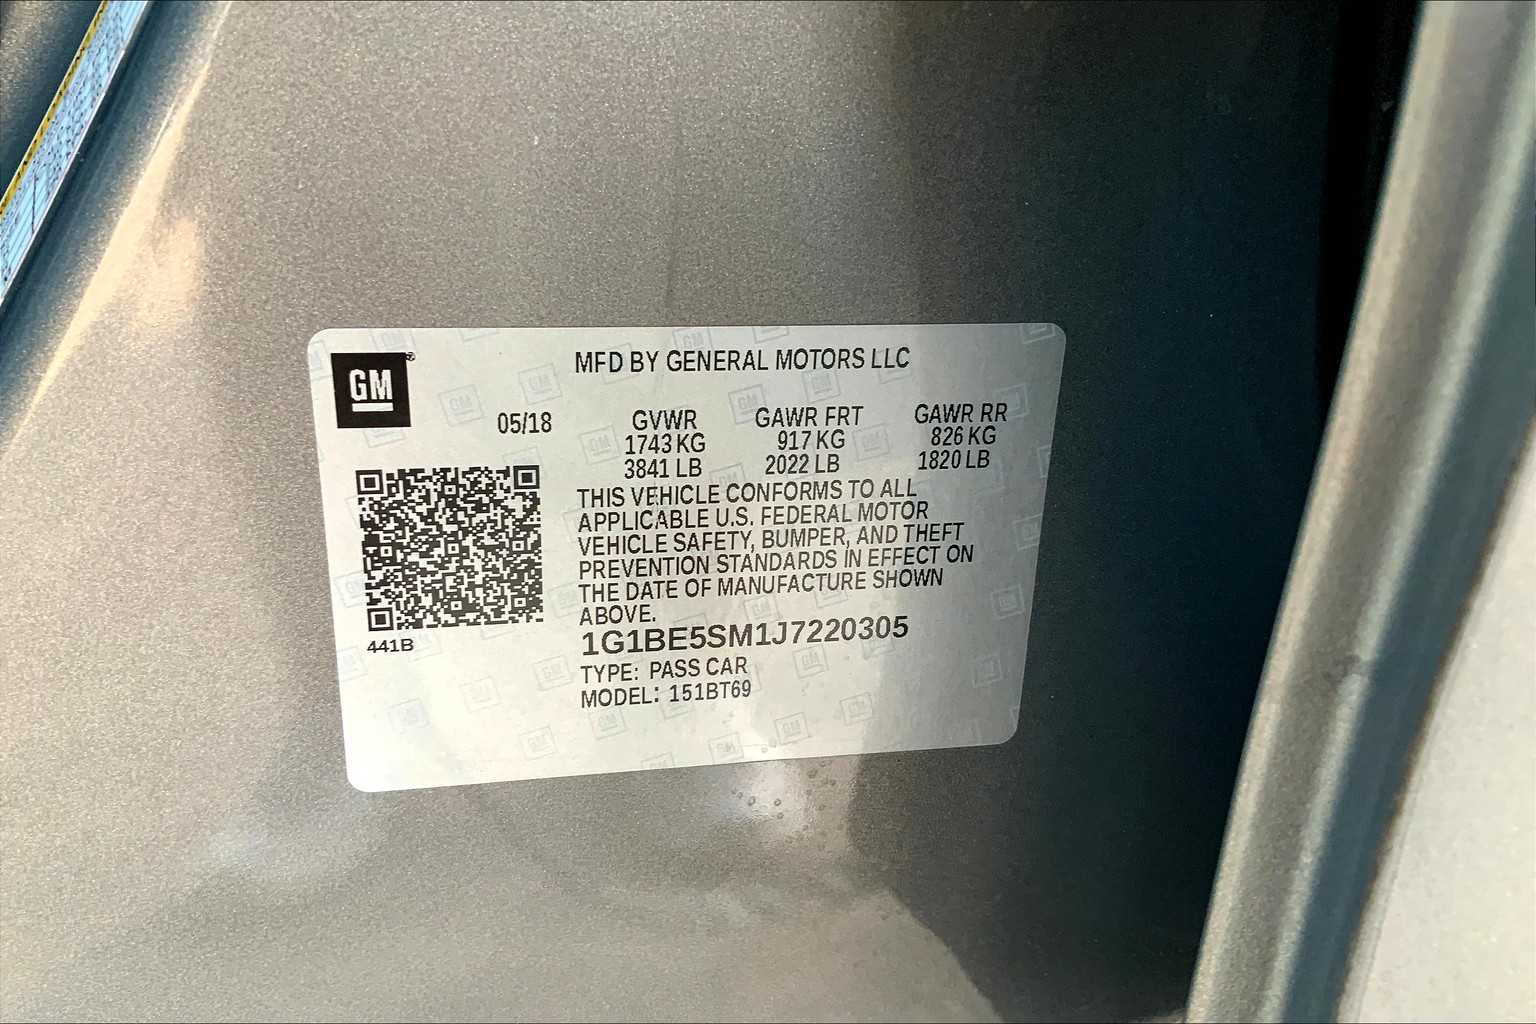 GM
MFD BY GENERAL MOTORS LLC
05/18
GVWR GAWR FRT GAWR RR
1743 KG 917 KG 826 KG
3841 LB 2022 LB 1820 LB
THIS VEHICLE CONFORMS TO ALL
APPLICABLE U.S. FEDERAL MOTOR
VEHICLE SAFETY, BUMPER, AND THEFT
PREVENTION STANDARDS IN EFFECT ON
THE DATE OF MANUFACTURE SHOWN
ABOVE.
441B
1G1BE5SM1J7220305
TYPE: PASS CAR
MODEL: 151BT69